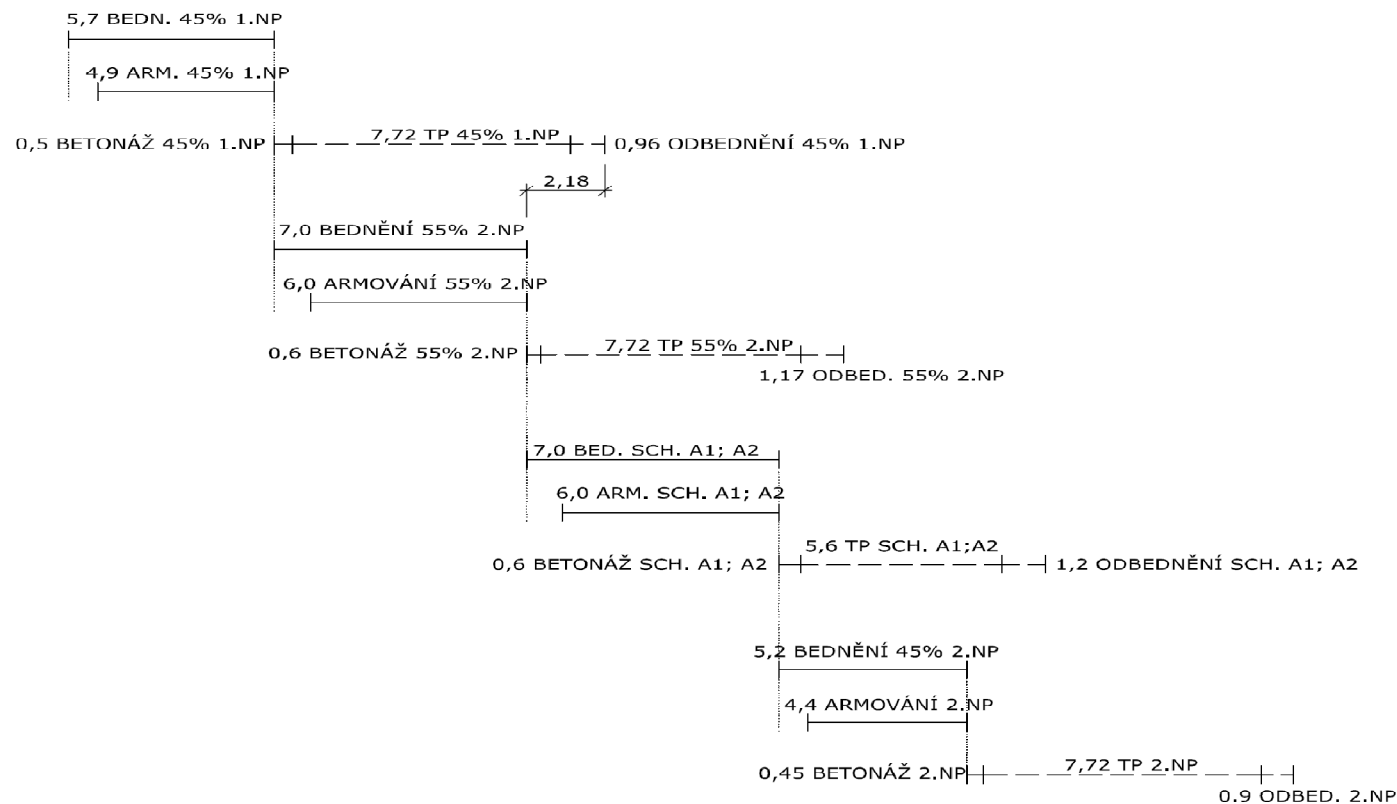 5,7 BEDN. 45% 1.NP
4,9 ARM. 45% 1.NP
0,5 BETONÁŽ 45% 1.NP
7,72 TP 45% 1.NP
0,96 ODBEDNĚNÍ 45% 1.NP
2,18
7,0 BEDNĚNÍ 55% 2.NP
6,0 ARMOVÁNÍ 55% 2.NP
0,6 BETONÁŽ 55% 2.NP
7,72 TP 55% 2.NP
1,17 ODBED. 55% 2.NP
7,0 BED. SCH. A1; A2
6,0 ARM. SCH. A1; A2
0,6 BETONÁŽ SCH. A1; A2
5,6 TP SCH. A1;A2
1,2 ODBEDNĚNÍ SCH. A1; A2
5,2 BEDNĚNÍ 45% 2.NP
4,4 ARMOVÁNÍ 2.NP
0,45 BETONÁŽ 2.NP
7,72 TP 2.NP
0,9 ODBED. 2.NP